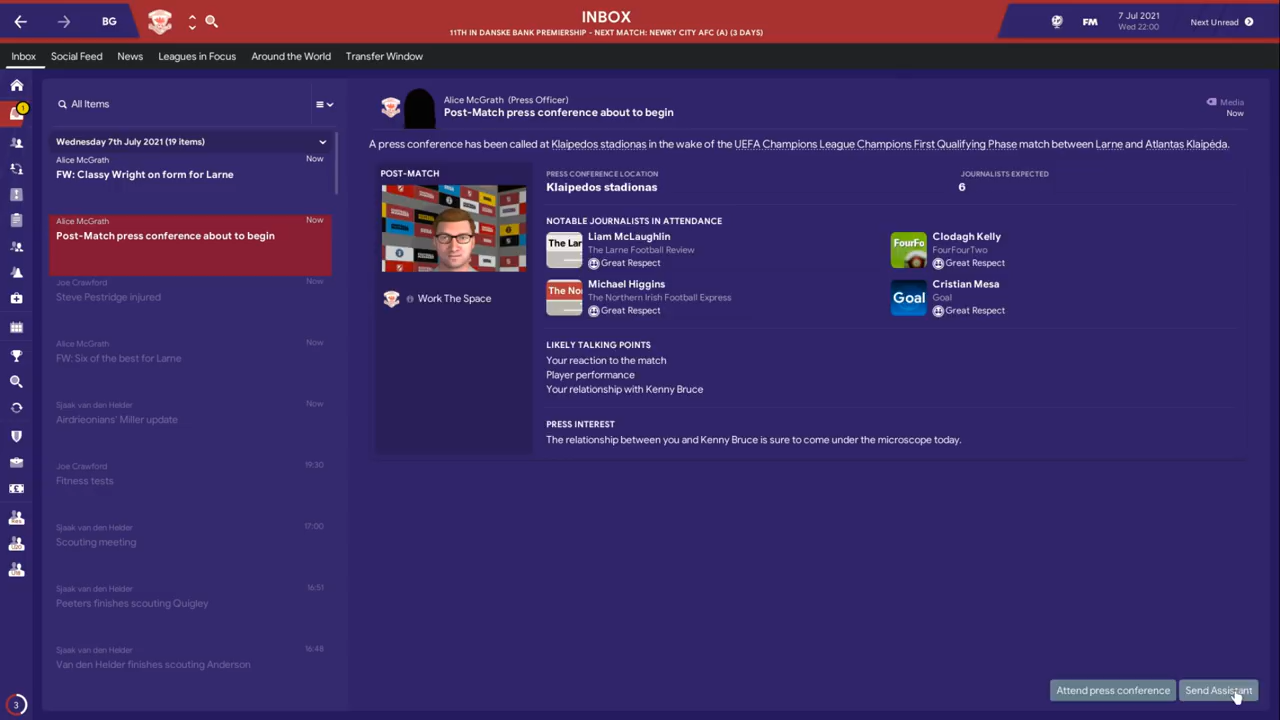 BG
INBOX
11TH IN DANSKE BANK PREMIERSHIP - NEXT MATCH: NEWRY CITY AFC (A) (3 DAYS)
FM
7 Jul 2021
Wed 22:00
Next Unread
Inbox
Social Feed
News
Leagues in Focus
Around the World
Transfer Window
1
All Items
Wednesday 7th July 2021 (19 items)
Alice McGrath
Now
FW: Classy Wright on form for Larne
Alice McGrath
Now
Post-Match press conference about to begin
Joe Crawford
Now
Steve Pestridge injured
Alice McGrath
Now
FW: Six of the best for Larne
Sjaak van den Helder
Now
Airdrieonians' Miller update
Joe Crawford
19:30
Fitness tests
Sjaak van den Helder
17:00
Scouting meeting
Sjaak van den Helder
16:51
Peeters finishes scouting Quigley
Sjaak van den Helder
16:48
Van den Helder finishes scouting Anderson
3
Alice McGrath (Press Officer)
Post-Match press conference about to begin
Media
Now
A press conference has been called at Klaipedos stadionas in the wake of the UEFA Champions League Champions First Qualifying Phase match between Larne and Atlantas Klaipėda.
POST-MATCH
Work The Space
PRESS CONFERENCE LOCATION
Klaipedos stadionas
JOURNALISTS EXPECTED
6
NOTABLE JOURNALISTS IN ATTENDANCE
The Lar
Liam McLaughlin
The Larne Football Review
Great Respect
FourFo
Clodagh Kelly
FourFourTwo
Great Respect
The No
Michael Higgins
The Northern Irish Football Express
Great Respect
Goal
Cristian Mesa
Goal
Great Respect
LIKELY TALKING POINTS
Your reaction to the match
Player performance
Your relationship with Kenny Bruce
PRESS INTEREST
The relationship between you and Kenny Bruce is sure to come under the microscope today.
Attend press conference
Send Assistant